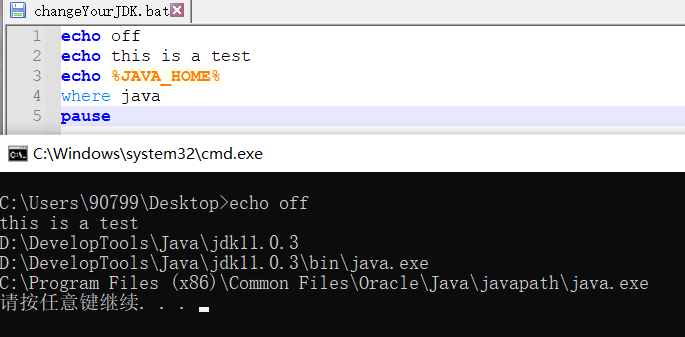 changeYourJDK.bat
1 echo off
2 echo this is a test
3 echo %JAVA_HOME%
4 where java
5 pause
C:\Windows\system32\cmd.exe
C:\Users\90799\Desktop>echo off
this is a test
D:\DevelopTools\Java\jdk11.0.3
D:\DevelopTools\Java\jdk11.0.3\bin\java.exe
C:\Program Files (x86)\Common Files\Oracle\Java\javapath\java.exe
请按任意键继续. . .